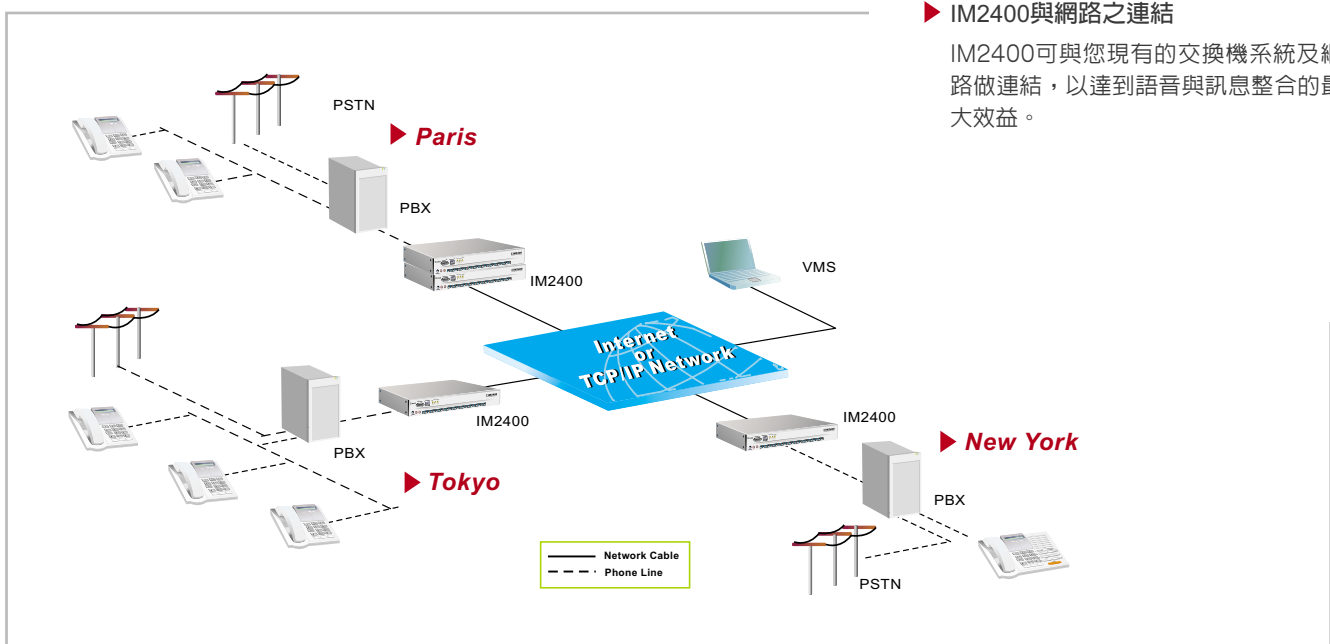 IM2400與網路之連結
IM2400可與您現有的交換機系統及網
路做連結，以達到語音與訊息整合的最
大效益。
PSTN
Paris
PBX
IM2400
VMS
Internet
or
TCP/IP Network
IM2400
PBX
Tokyo
IM2400
New York
PBX
PSTN
Network Cable
Phone Line